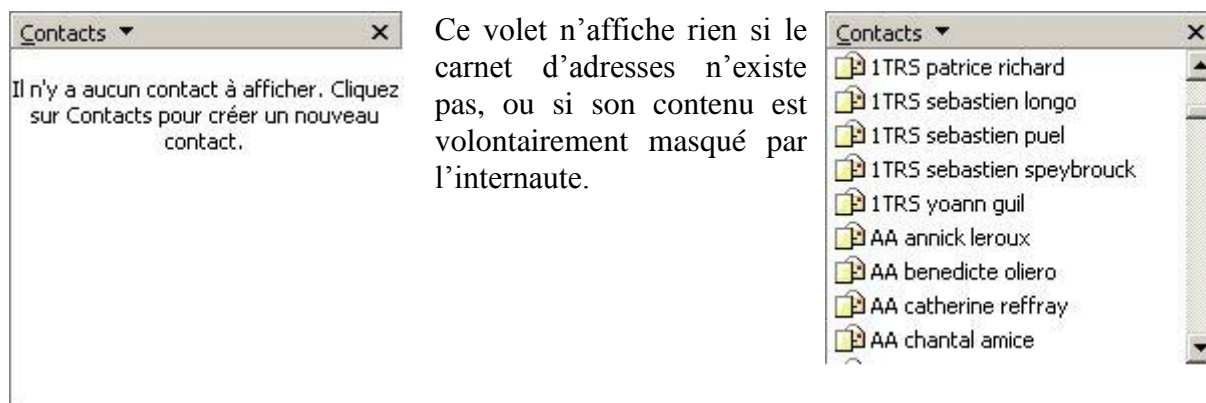 Contacts
Il n'y a aucun contact à afficher. Cliquez
sur Contacts pour créer un nouveau
contact.
Ce volet n’affiche rien si le
carnet d’adresses n’existe
pas, ou si son contenu est
volontairement masqué par
l’internaute.
Contacts
1TRS patrice richard
1TRS sebastien longo
1TRS sebastien puel
1TRS sebastien speybrouck
1TRS yoann guil
AA annick leroux
AA benedicte oliero
AA catherine reffray
AA chantal amice